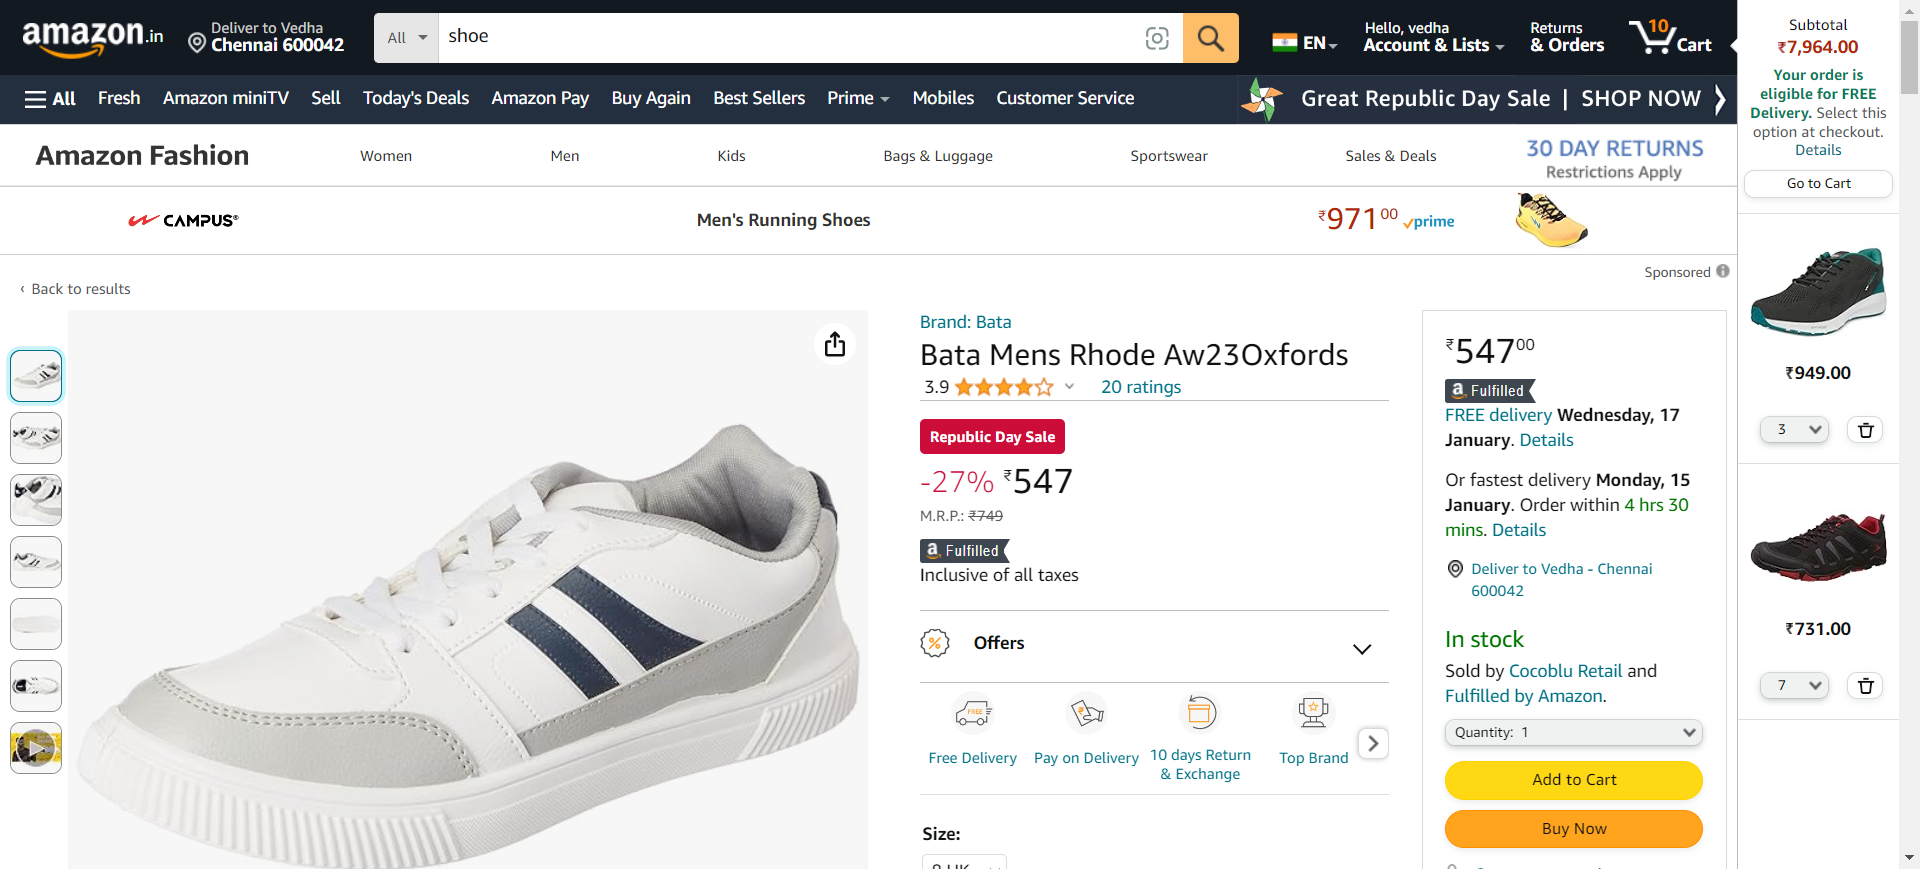 amazon.in
Deliver to Vedha
Chennai 600042
All
shoe
EN
Hello, vedha
Account & Lists
Returns
& Orders
10
Cart
All
Fresh
Amazon miniTV
Sell
Today's Deals
Amazon Pay
Buy Again
Best Sellers
Prime
Mobiles
Customer Service
Great Republic Day Sale | SHOP NOW
Subtotal
₹7,964.00
Your order is
eligible for FREE
Delivery. Select this
option at checkout.
Details
Go to Cart
Amazon Fashion
Women
Men
Kids
Bags & Luggage
Sportswear
Sales & Deals
30 DAY RETURNS
Restrictions Apply
CAMPUS®
Men's Running Shoes
₹971 00
prime
Sponsored
‹ Back to results
Brand: Bata
Bata Mens Rhode Aw23Oxfords
3.9
20 ratings
Republic Day Sale
-27% ₹547
M.R.P.: ₹749
a Fulfilled
Inclusive of all taxes
Offers
FREE
Free Delivery
Pay on Delivery
10 days Return
& Exchange
Top Brand
Size:
₹547 00
a Fulfilled
FREE delivery Wednesday, 17
January. Details
Or fastest delivery Monday, 15
January. Order within 4 hrs 30
mins. Details
Deliver to Vedha - Chennai
600042
In stock
Sold by Cocoblu Retail and
Fulfilled by Amazon.
Quantity: 1
Add to Cart
Buy Now
₹949.00
3
₹731.00
7